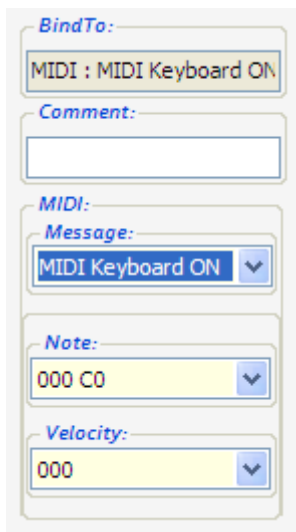 BindTo:
MIDI : MIDI Keyboard ON
Comment:
MIDI:
Message:
MIDI Keyboard ON
Note:
000 C0
Velocity:
000